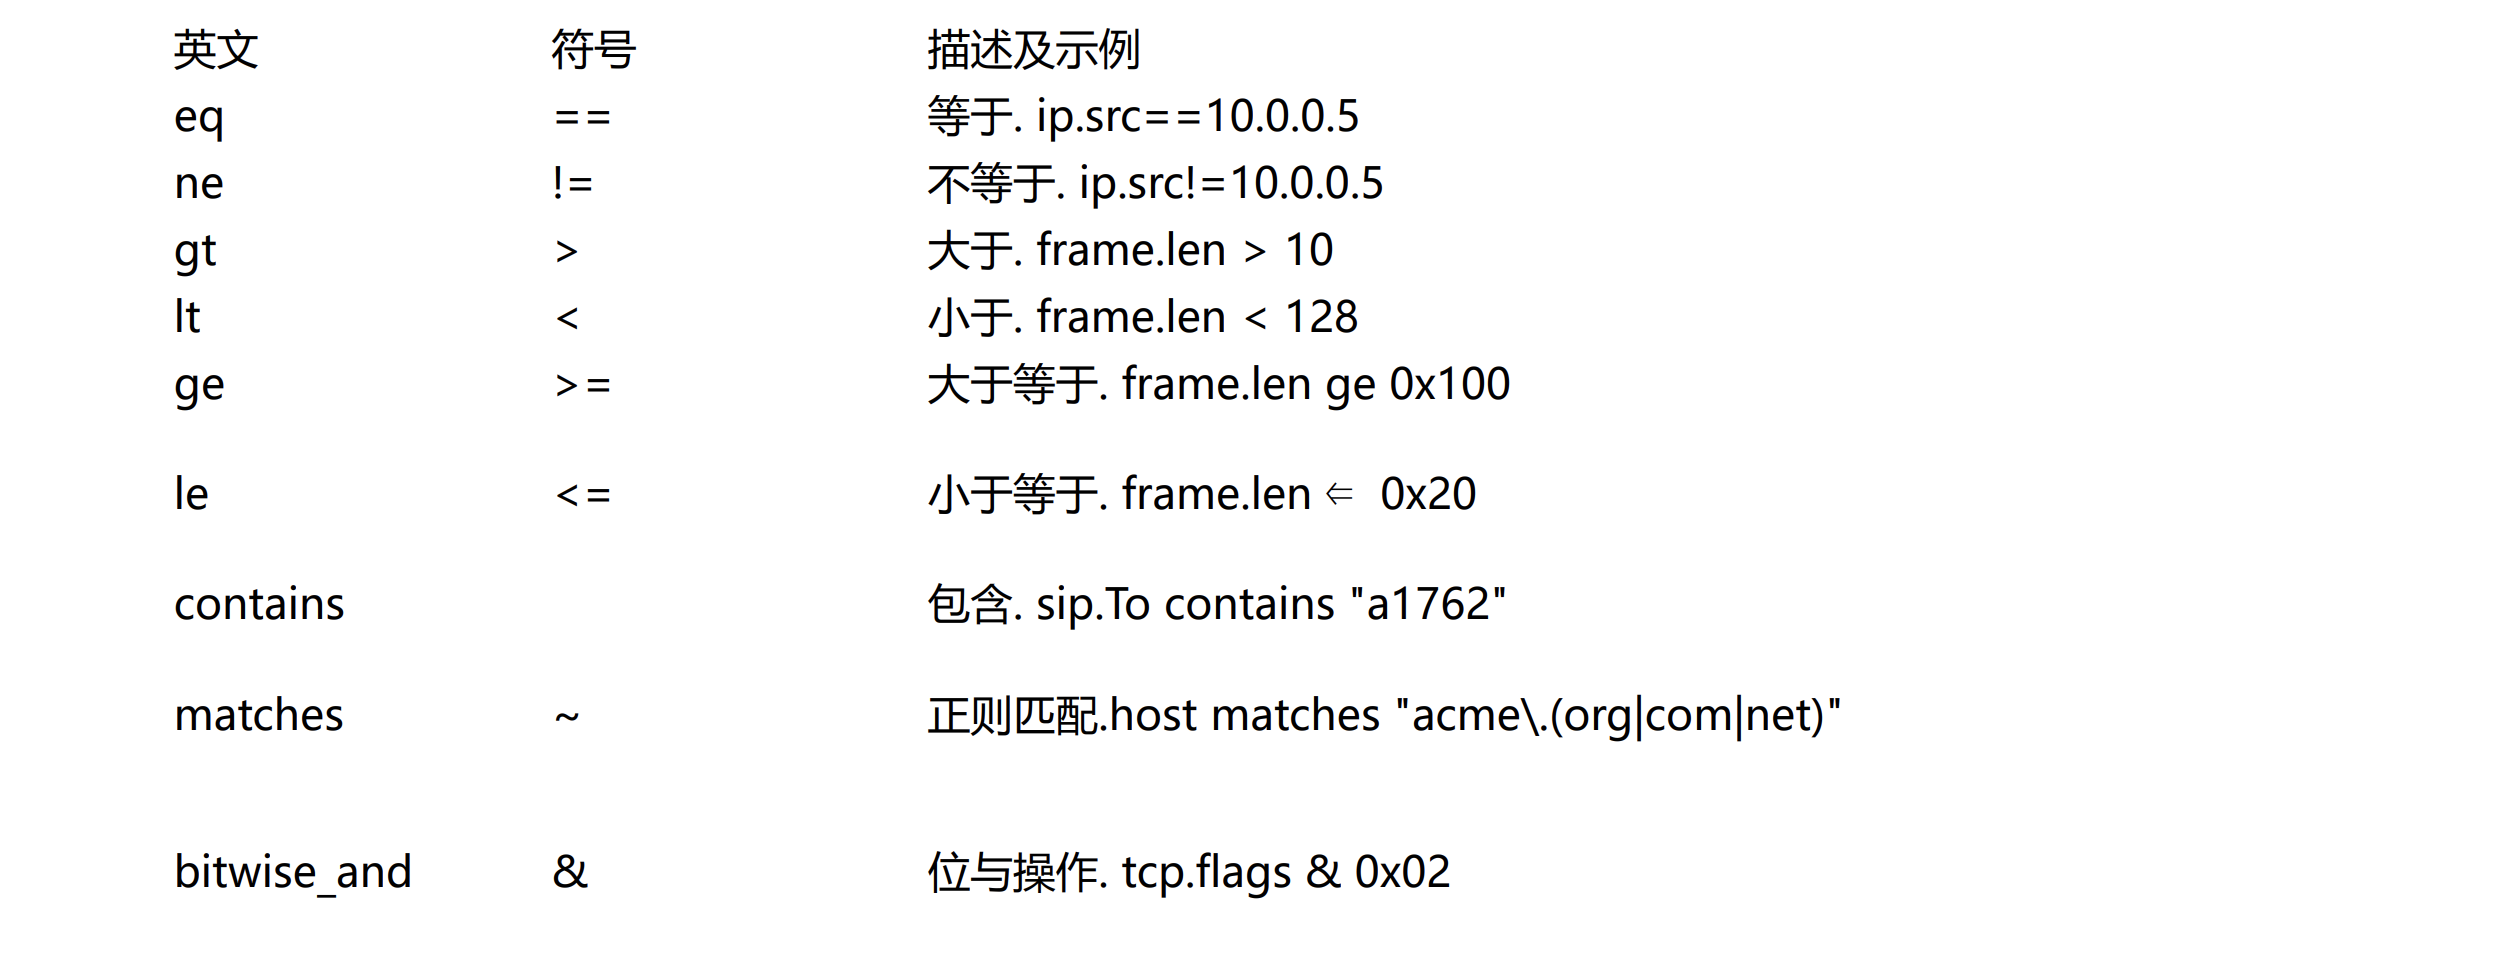 英文 符号 描述及示例
eq == 等于. ip.src==10.0.0.5
ne != 不等于. ip.src!=10.0.0.5
gt > 大于. frame.len > 10
lt < 小于. frame.len < 128
ge >= 大于等于. frame.len ge 0x100
le <= 小于等于. frame.len ⇐ 0x20
contains 包含. sip.To contains "a1762"
matches ~ 正则匹配.host matches "acme\.(org|com|net)"
bitwise_and & 位与操作. tcp.flags & 0x02